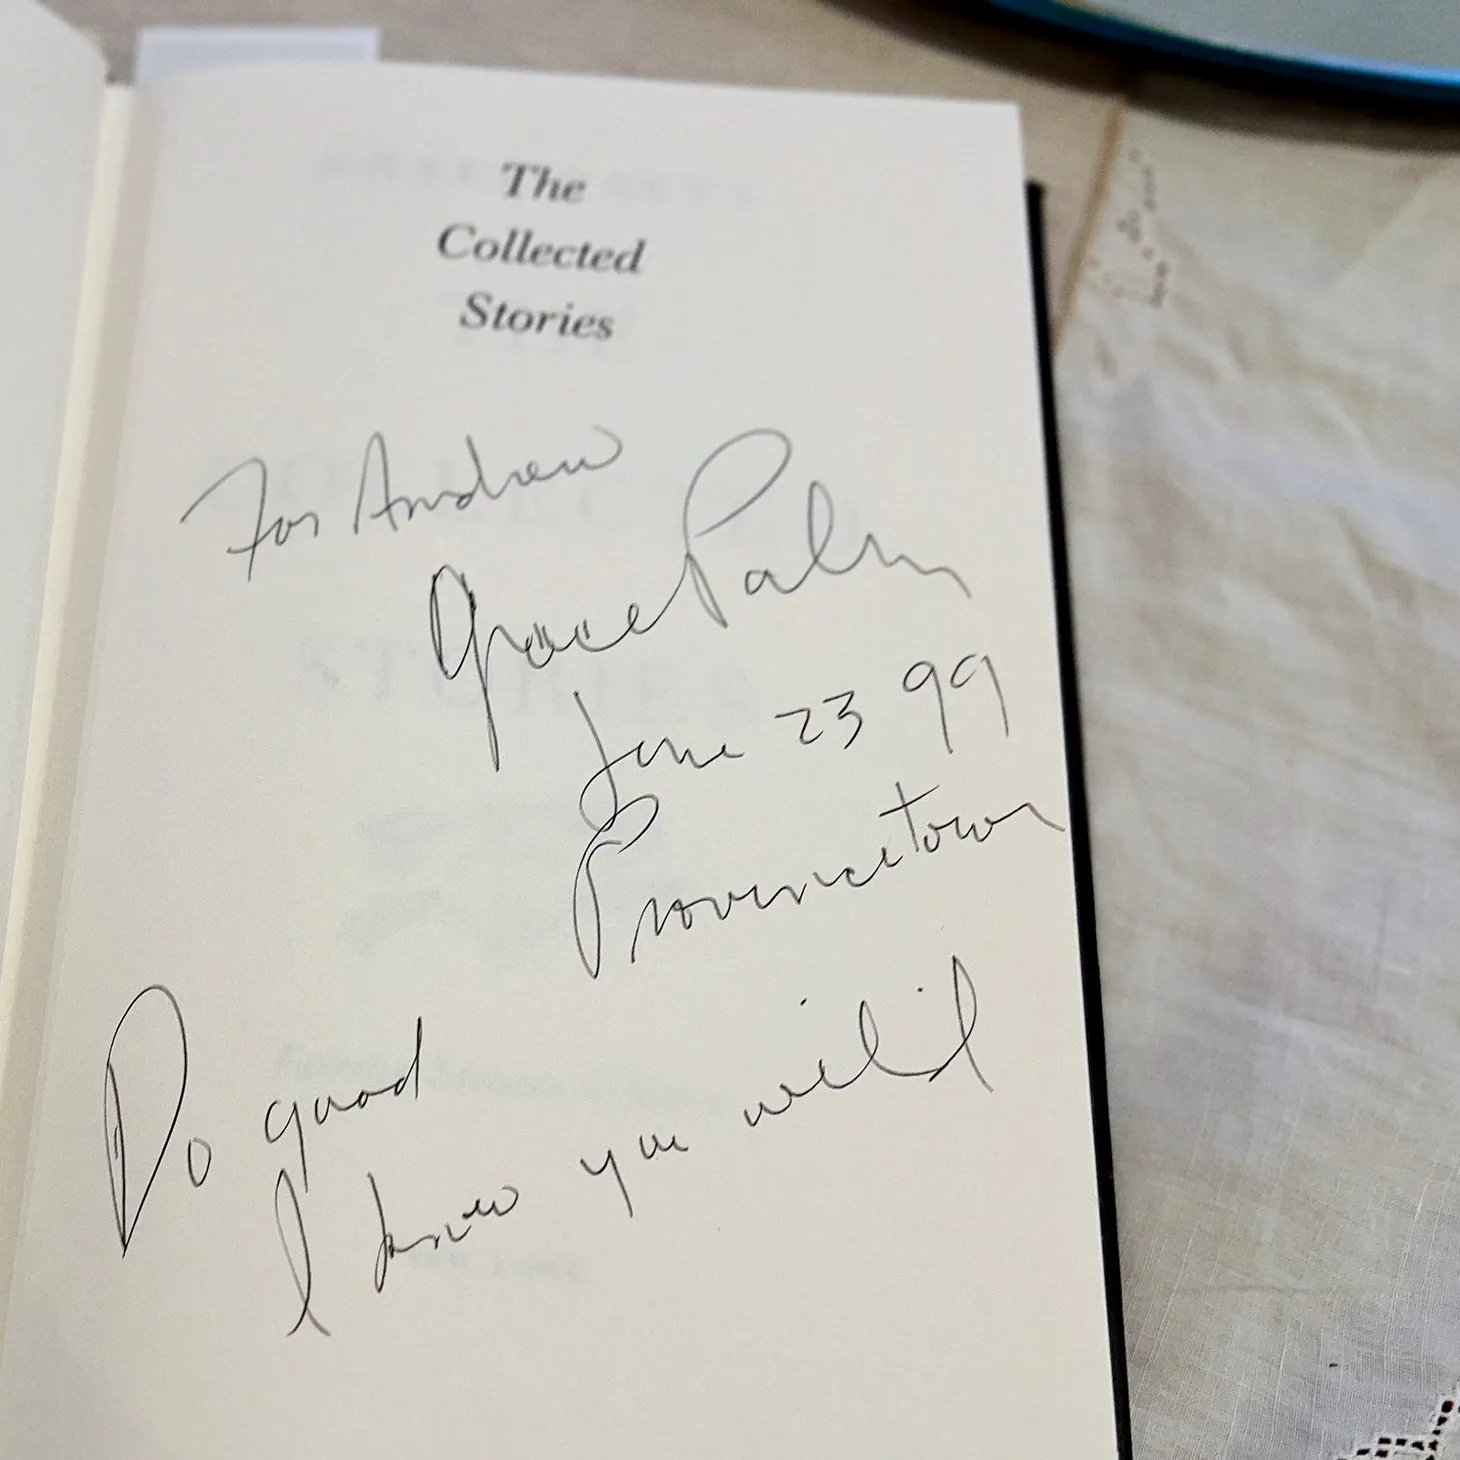 The
Collected
Stories
For Andrew
Grace Paley
June 23 99
Provincetown
Do good
I know you will